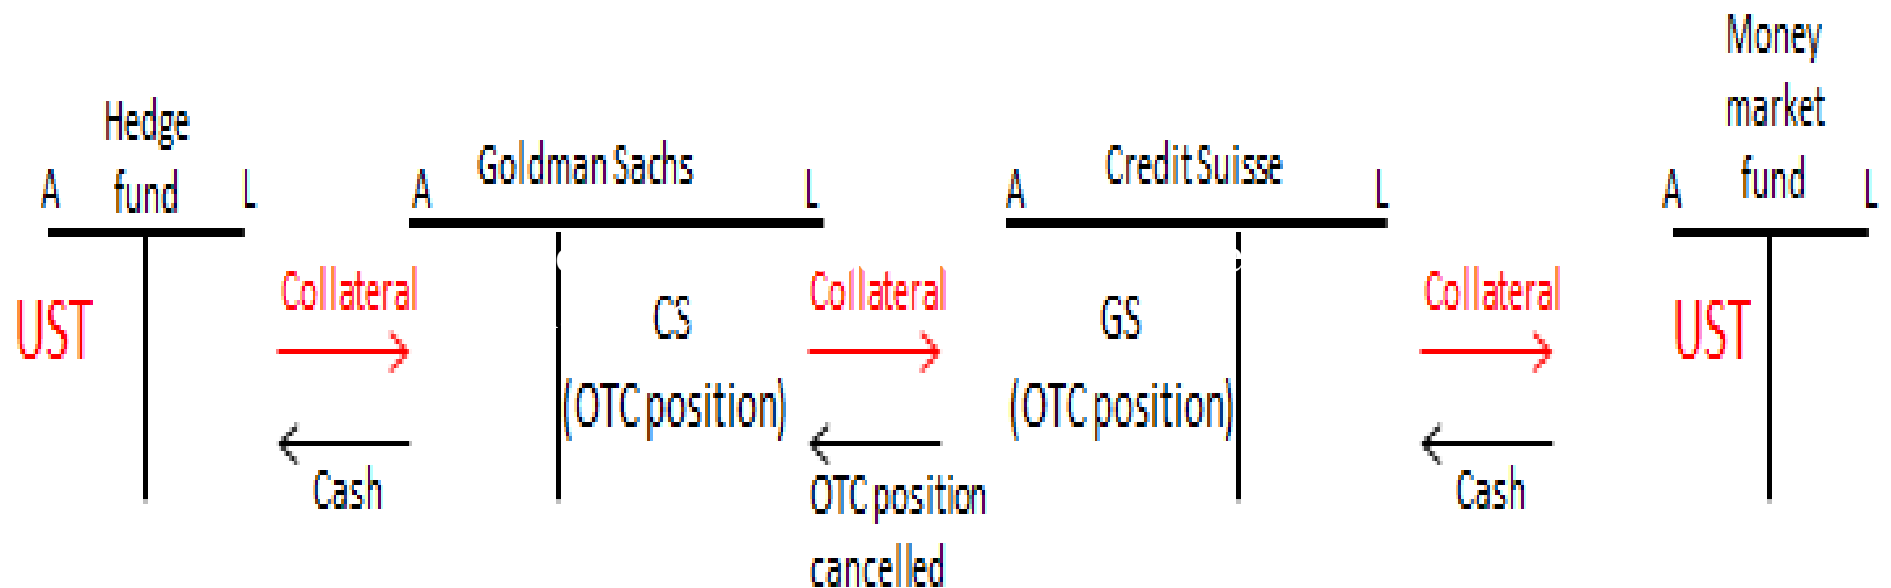 Hedge
fund
A
L
UST
Collateral
Cash
Goldman Sachs
A
L
CS
(OTC position)
Collateral
OTC position
cancelled
Credit Suisse
A
L
GS
(OTC position)
Collateral
Cash
Money
market
fund
A
L
UST